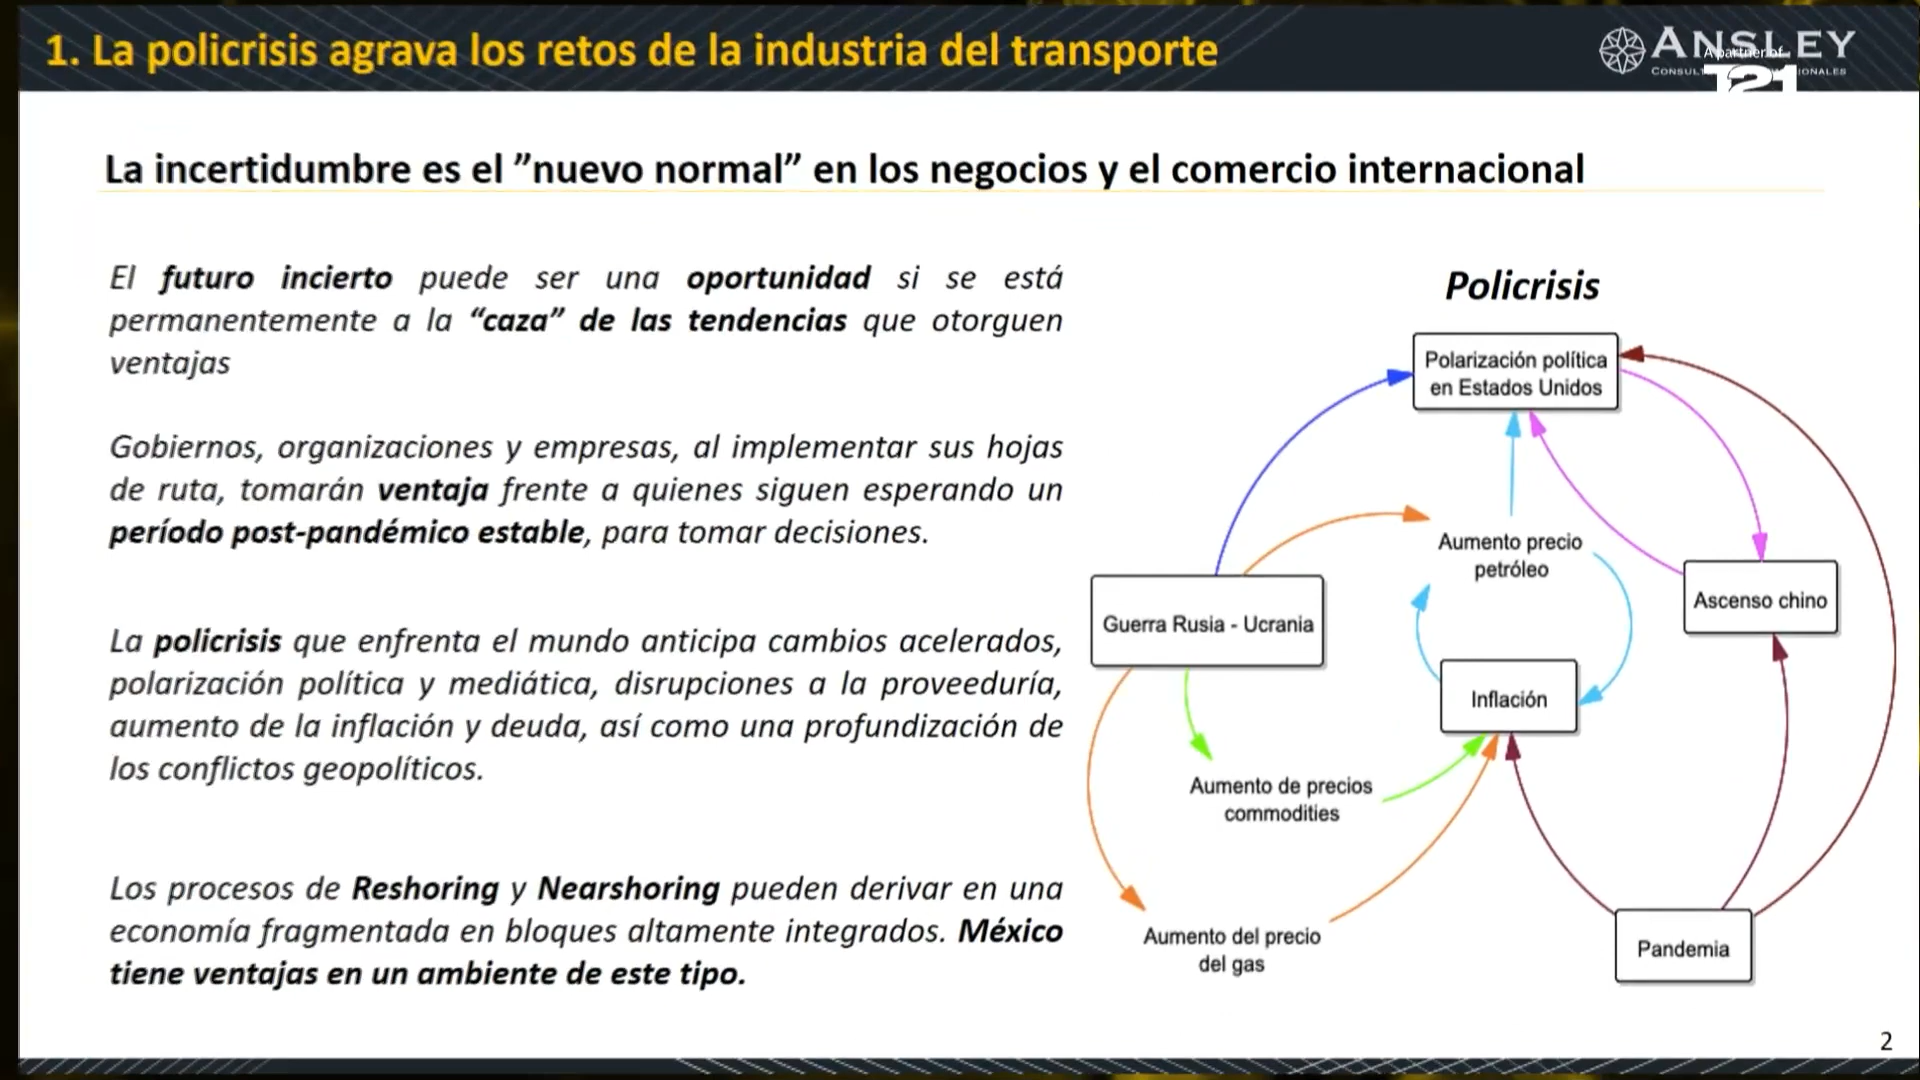 1. La policrisis agrava los retos de la industria del transporte
ANSLEY
A partner of
T21
La incertidumbre es el ”nuevo normal” en los negocios y el comercio internacional
El futuro incierto puede ser una oportunidad si se está
permanentemente a la “caza” de las tendencias que otorguen
ventajas
Gobiernos, organizaciones y empresas, al implementar sus hojas
de ruta, tomarán ventaja frente a quienes siguen esperando un
período post-pandémico estable, para tomar decisiones.
La policrisis que enfrenta el mundo anticipa cambios acelerados,
polarización política y mediática, disrupciones a la proveeduría,
aumento de la inflación y deuda, así como una profundización de
los conflictos geopolíticos.
Los procesos de Reshoring y Nearshoring pueden derivar en una
economía fragmentada en bloques altamente integrados. México
tiene ventajas en un ambiente de este tipo.
Policrisis
Polarización política
en Estados Unidos
Aumento precio
petróleo
Ascenso chino
Guerra Rusia - Ucrania
Inflación
Aumento de precios
commodities
Aumento del precio
del gas
Pandemia
2